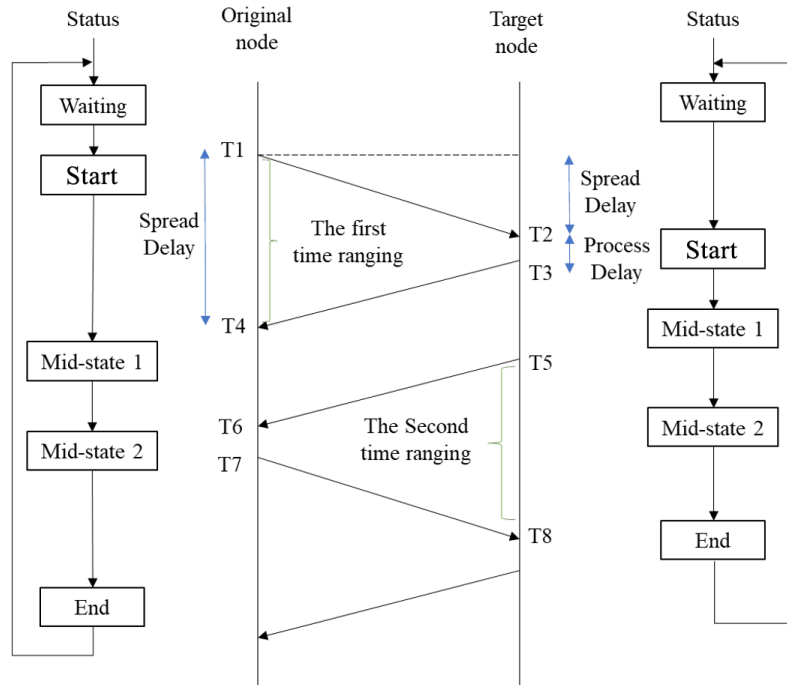 Status
Original
node
Target
node
Status
Waiting
Waiting
T1
Start
Spread
Delay
The first
time ranging
Spread
Delay
T2
Process
Delay
Start
T3
T4
Mid-state 1
Mid-state 1
T5
T6
The Second
time ranging
Mid-state 2
Mid-state 2
T7
T8
End
End